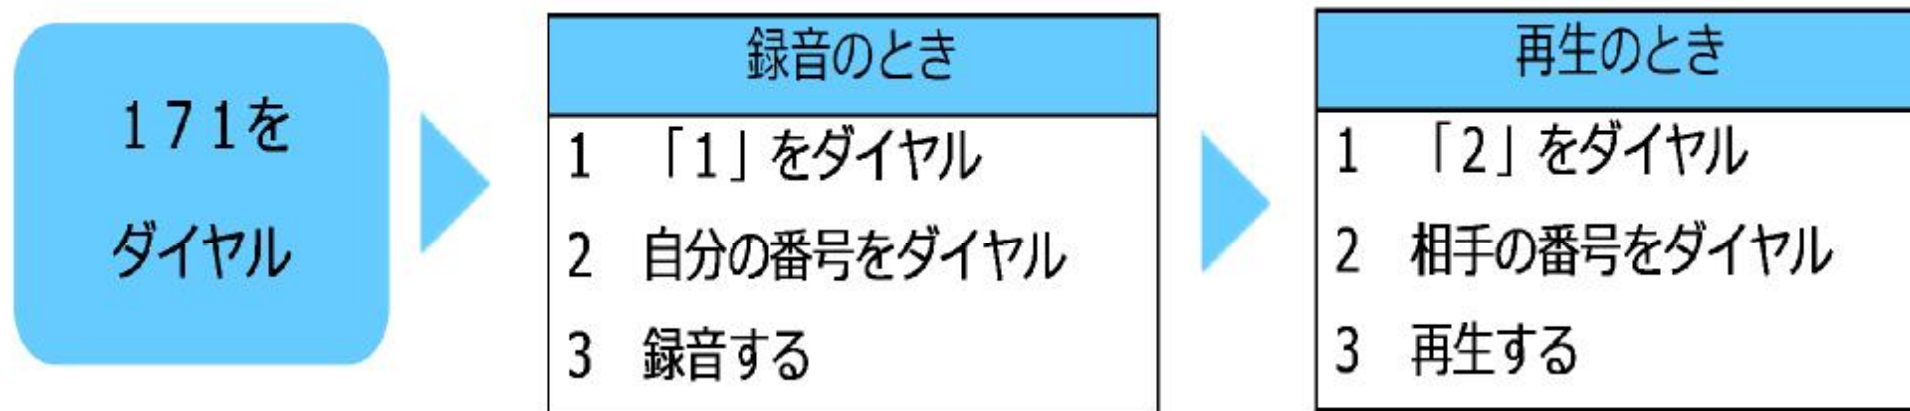 171を
ダイヤル
録音のとき
1 「1」をダイヤル
2 自分の番号をダイヤル
3 録音する
再生のとき
1 「2」をダイヤル
2 相手の番号をダイヤル
3 再生する